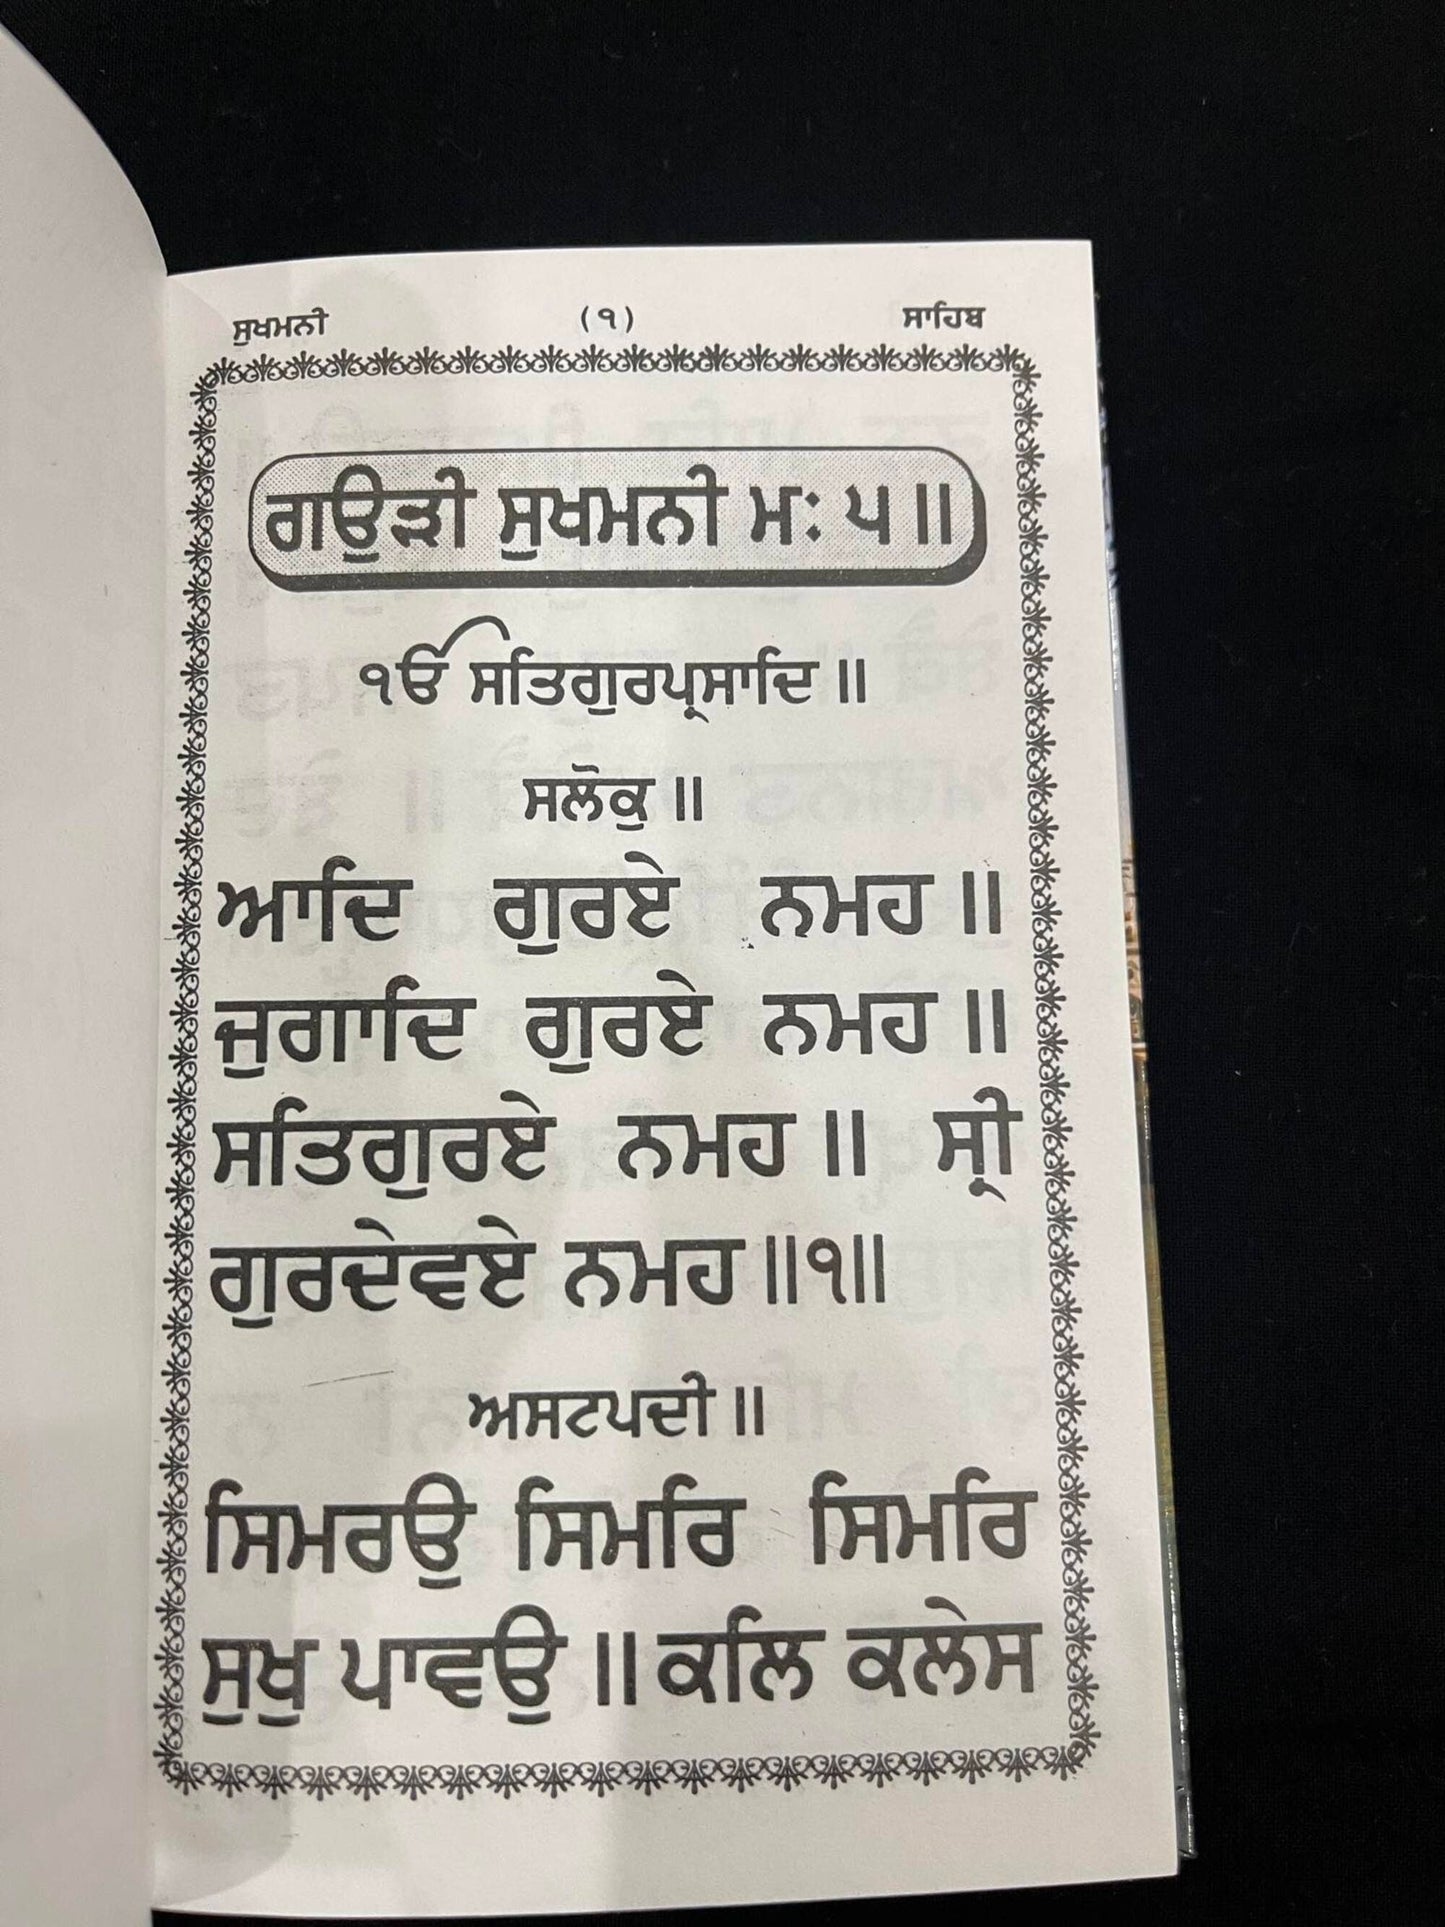 ਸੁਖਮਨੀ (੧) ਸਾਹਿਬ
ਗਉੜੀ ਸੁਖਮਨੀ ਮਃ ੫ ॥
ੴ ਸਤਿਗੁਰਪ੍ਰਸਾਦਿ ॥
ਸਲੋਕੁ ॥
ਆਦਿ ਗੁਰਏ ਨਮਹ ॥
ਜੁਗਾਦਿ ਗੁਰਏ ਨਮਹ ॥
ਸਤਿਗੁਰਏ ਨਮਹ ॥ ਸ੍ਰੀ
ਗੁਰਦੇਵਏ ਨਮਹ ॥੧॥
ਅਸਟਪਦੀ ॥
ਸਿਮਰਉ ਸਿਮਰਿ ਸਿਮਰਿ
ਸੁਖੁ ਪਾਵਉ ॥ ਕਲਿ ਕਲੇਸ